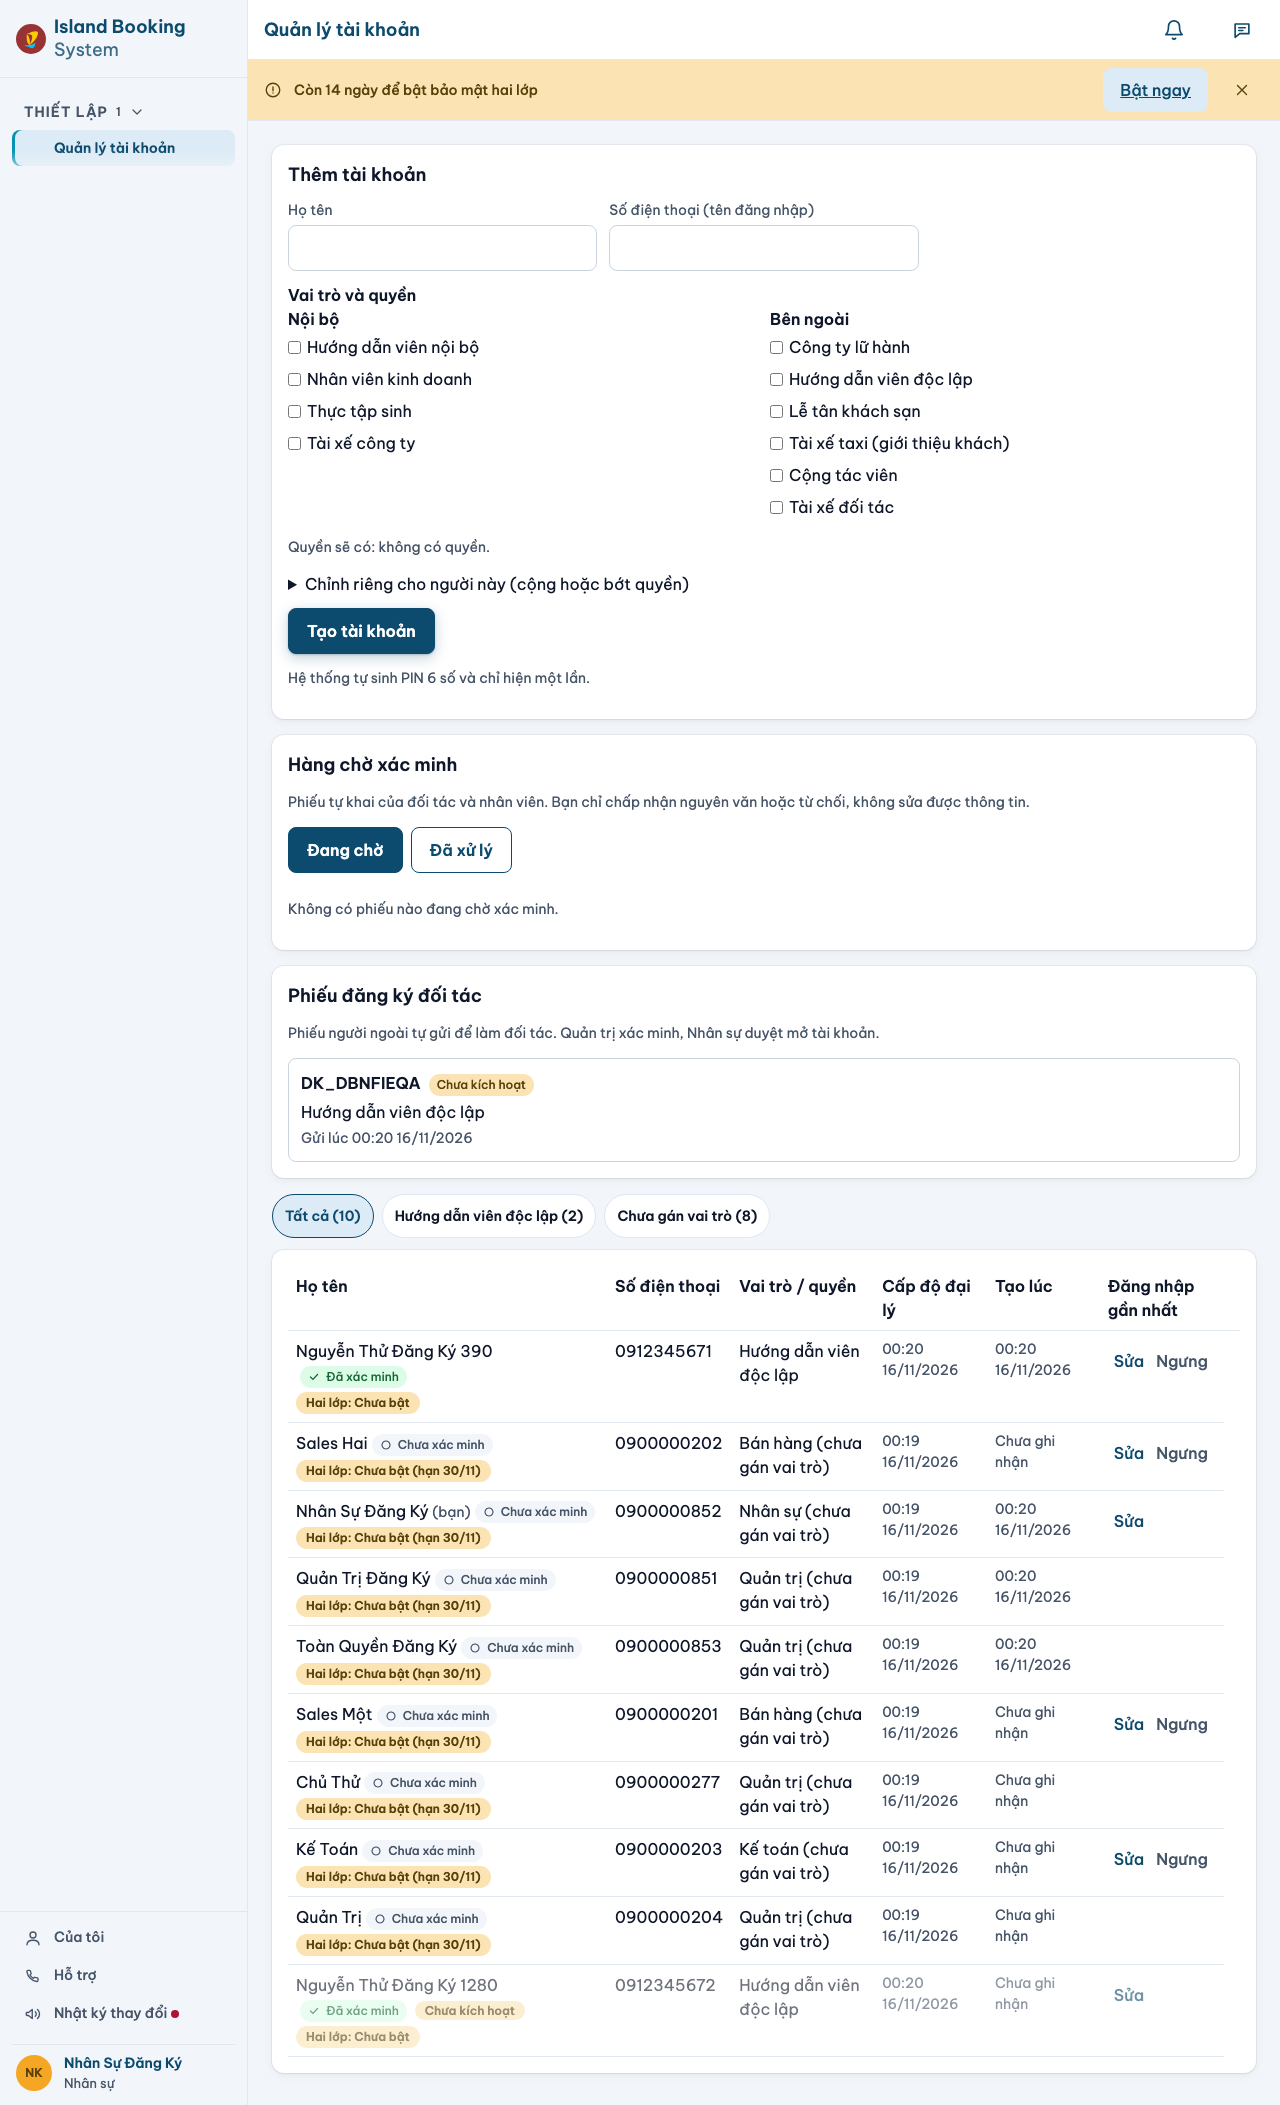 Island Booking
System
THIẾT LẬP 1
Quản lý tài khoản
Của tôi
Hỗ trợ
Nhật ký thay đổi
NK
Nhân Sự Đăng Ký
Nhân sự
Quản lý tài khoản
Còn 14 ngày để bật bảo mật hai lớp
Bật ngay
Thêm tài khoản
Họ tên
Số điện thoại (tên đăng nhập)
Vai trò và quyền
Nội bộ
Hướng dẫn viên nội bộ
Nhân viên kinh doanh
Thực tập sinh
Tài xế công ty
Bên ngoài
Công ty lữ hành
Hướng dẫn viên độc lập
Lễ tân khách sạn
Tài xế taxi (giới thiệu khách)
Cộng tác viên
Tài xế đối tác
Quyền sẽ có: không có quyền.
Chỉnh riêng cho người này (cộng hoặc bớt quyền)
Tạo tài khoản
Hệ thống tự sinh PIN 6 số và chỉ hiện một lần.
Hàng chờ xác minh
Phiếu tự khai của đối tác và nhân viên. Bạn chỉ chấp nhận nguyên văn hoặc từ chối, không sửa được thông tin.
Đang chờ
Đã xử lý
Không có phiếu nào đang chờ xác minh.
Phiếu đăng ký đối tác
Phiếu người ngoài tự gửi để làm đối tác. Quản trị xác minh, Nhân sự duyệt mở tài khoản.
DK_DBNFIEQA Chưa kích hoạt
Hướng dẫn viên độc lập
Gửi lúc 00:20 16/11/2026
Tất cả (10)
Hướng dẫn viên độc lập (2)
Chưa gán vai trò (8)
Họ tên Số điện thoại Vai trò / quyền Cấp độ đại Tạo lúc Đăng nhập
lý gần nhất
Nguyễn Thử Đăng Ký 390 0912345671 Hướng dẫn viên 00:20 00:20 Sửa Ngưng
Đã xác minh độc lập 16/11/2026 16/11/2026
Hai lớp: Chưa bật
Sales Hai Chưa xác minh 0900000202 Bán hàng (chưa 00:19 Chưa ghi Sửa Ngưng
Hai lớp: Chưa bật (hạn 30/11) gán vai trò) 16/11/2026 nhận
Nhân Sự Đăng Ký (bạn) Chưa xác minh 0900000852 Nhân sự (chưa 00:19 00:20 Sửa
Hai lớp: Chưa bật (hạn 30/11) gán vai trò) 16/11/2026 16/11/2026
Quản Trị Đăng Ký Chưa xác minh 0900000851 Quản trị (chưa 00:19 00:20
Hai lớp: Chưa bật (hạn 30/11) gán vai trò) 16/11/2026 16/11/2026
Toàn Quyền Đăng Ký Chưa xác minh 0900000853 Quản trị (chưa 00:19 00:20
Hai lớp: Chưa bật (hạn 30/11) gán vai trò) 16/11/2026 16/11/2026
Sales Một Chưa xác minh 0900000201 Bán hàng (chưa 00:19 Chưa ghi Sửa Ngưng
Hai lớp: Chưa bật (hạn 30/11) gán vai trò) 16/11/2026 nhận
Chủ Thử Chưa xác minh 0900000277 Quản trị (chưa 00:19 Chưa ghi
Hai lớp: Chưa bật (hạn 30/11) gán vai trò) 16/11/2026 nhận
Kế Toán Chưa xác minh 0900000203 Kế toán (chưa 00:19 Chưa ghi Sửa Ngưng
Hai lớp: Chưa bật (hạn 30/11) gán vai trò) 16/11/2026 nhận
Quản Trị Chưa xác minh 0900000204 Quản trị (chưa 00:19 Chưa ghi
Hai lớp: Chưa bật (hạn 30/11) gán vai trò) 16/11/2026 nhận
Nguyễn Thử Đăng Ký 1280 0912345672 Hướng dẫn viên 00:20 Chưa ghi Sửa
Đã xác minh Chưa kích hoạt độc lập 16/11/2026 nhận
Hai lớp: Chưa bật